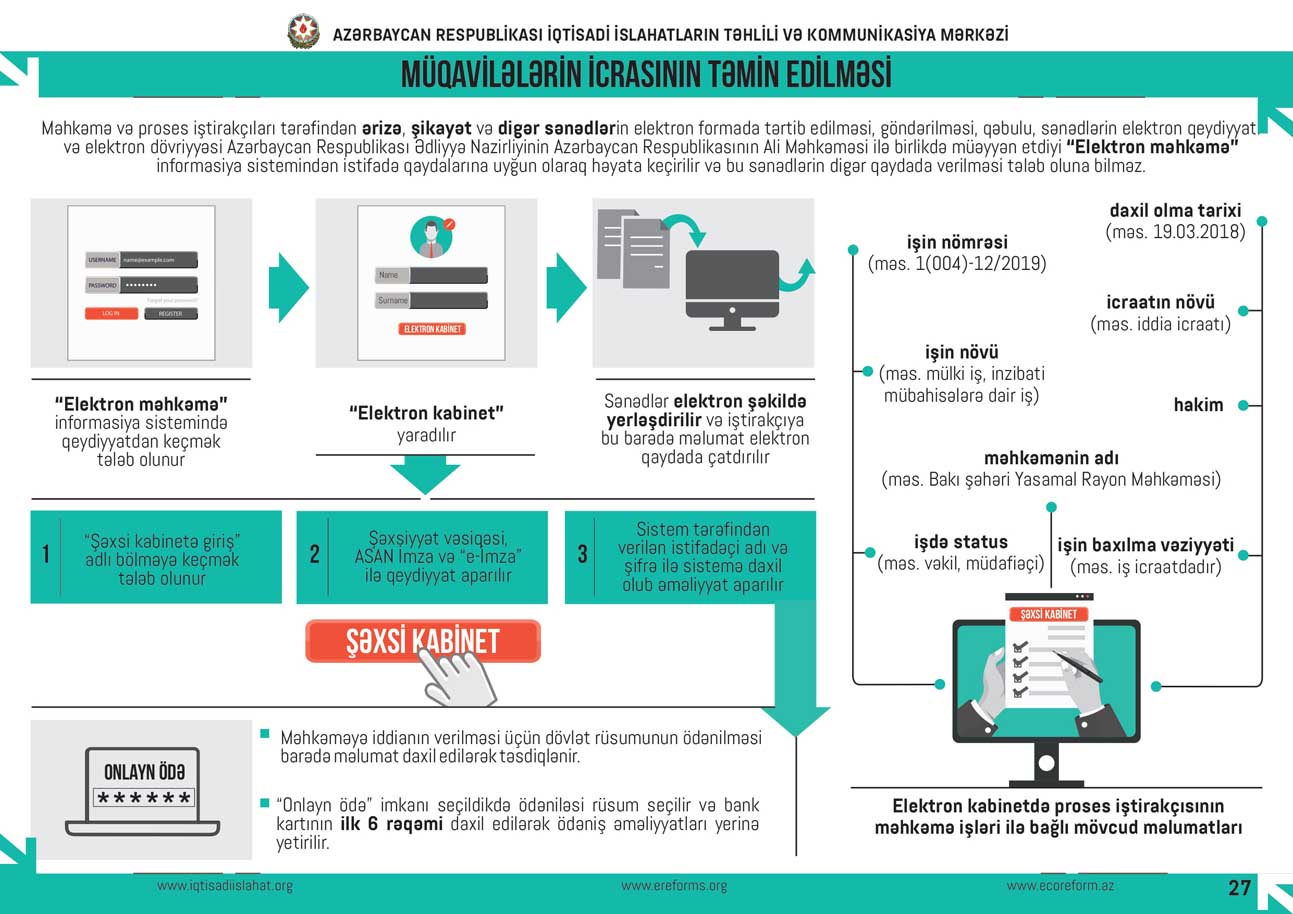 AZƏRBAYCAN RESPUBLİKASI İQTİSADİ İSLAHATLARIN TƏHLİLİ VƏ KOMMUNİKASİYA MƏRKƏZİ
MÜQAVİLƏLƏRİN İCRASININ TƏMİN EDİLMƏSİ
Məhkəmə və proses iştirakçıları tərəfindən ərizə, şikayət və digər sənədlərin elektron formada tərtib edilməsi, göndərilməsi, qəbulu, sənədlərin elektron qeydiyyat
və elektron dövriyyəsi Azərbaycan Respublikası Ədliyyə Nazirliyinin Azərbaycan Respublikasının Ali Məhkəməsi ilə birlikdə müəyyən etdiyi “Elektron məhkəmə”
informasiya sistemindən istifadə qaydalarına uyğun olaraq həyata keçirilir və bu sənədlərin digər qaydada verilməsi tələb oluna bilməz.
USERNAME name@example.com
PASSWORD ••••••••
Forgot your password?
LOG IN REGISTER
“Elektron məhkəmə”
informasiya sistemində
qeydiyyatdan keçmək
tələb olunur
Name
Surname
ELEKTRON KABİNET
“Elektron kabinet”
yaradılır
Sənədlər elektron şəkildə
yerləşdirilir və iştirakçıya
bu barədə məlumat elektron
qaydada çatdırılır
1
“Şəxsi kabinetə giriş”
adlı bölməyə keçmək
tələb olunur
2
Şəxşiyyət vəsiqəsi,
ASAN İmza və “e-İmza”
ilə qeydiyyat aparılır
3
Sistem tərəfindən
verilən istifadəçi adı və
şifrə ilə sistemə daxil
olub əməliyyat aparılır
ŞƏXSİ KABİNET
ONLAYN ÖDƏ
******
Məhkəməyə iddianın verilməsi üçün dövlət rüsumunun ödənilməsi
barədə məlumat daxil edilərək təsdiqlənir.
“Onlayn ödə” imkanı seçildikdə ödəniləsi rüsum seçilir və bank
kartının ilk 6 rəqəmi daxil edilərək ödəniş əməliyyatları yerinə
yetirilir.
daxil olma tarixi
(məs. 19.03.2018)
işin nömrəsi
(məs. 1(004)-12/2019)
icraatın növü
(məs. iddia icraatı)
işin növü
(məs. mülki iş, inzibati
mübahisələrə dair iş)
hakim
məhkəmənin adı
(məs. Bakı şəhəri Yasamal Rayon Məhkəməsi)
işdə status
(məs. vəkil, müdafiəçi)
işin baxılma vəziyyəti
(məs. iş icraatdadır)
ŞƏXSİ KABİNET
Elektron kabinetdə proses iştirakçısının
məhkəmə işləri ilə bağlı mövcud məlumatları
www.iqtisadiislahat.org
www.ereforms.org
www.ecoreform.az
27